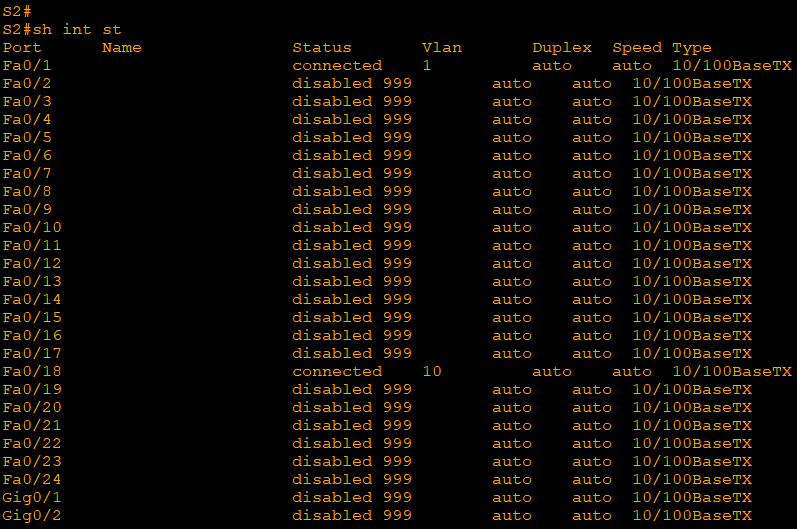 S2#
S2#sh int st
Port      Name               Status       Vlan       Duplex  Speed Type
Fa0/1                        connected    1          auto    auto  10/100BaseTX
Fa0/2                        disabled 999        auto    auto  10/100BaseTX
Fa0/3                        disabled 999        auto    auto  10/100BaseTX
Fa0/4                        disabled 999        auto    auto  10/100BaseTX
Fa0/5                        disabled 999        auto    auto  10/100BaseTX
Fa0/6                        disabled 999        auto    auto  10/100BaseTX
Fa0/7                        disabled 999        auto    auto  10/100BaseTX
Fa0/8                        disabled 999        auto    auto  10/100BaseTX
Fa0/9                        disabled 999        auto    auto  10/100BaseTX
Fa0/10                       disabled 999        auto    auto  10/100BaseTX
Fa0/11                       disabled 999        auto    auto  10/100BaseTX
Fa0/12                       disabled 999        auto    auto  10/100BaseTX
Fa0/13                       disabled 999        auto    auto  10/100BaseTX
Fa0/14                       disabled 999        auto    auto  10/100BaseTX
Fa0/15                       disabled 999        auto    auto  10/100BaseTX
Fa0/16                       disabled 999        auto    auto  10/100BaseTX
Fa0/17                       disabled 999        auto    auto  10/100BaseTX
Fa0/18                       connected    10         auto    auto  10/100BaseTX
Fa0/19                       disabled 999        auto    auto  10/100BaseTX
Fa0/20                       disabled 999        auto    auto  10/100BaseTX
Fa0/21                       disabled 999        auto    auto  10/100BaseTX
Fa0/22                       disabled 999        auto    auto  10/100BaseTX
Fa0/23                       disabled 999        auto    auto  10/100BaseTX
Fa0/24                       disabled 999        auto    auto  10/100BaseTX
Gig0/1                       disabled 999        auto    auto  10/100BaseTX
Gig0/2                       disabled 999        auto    auto  10/100BaseTX